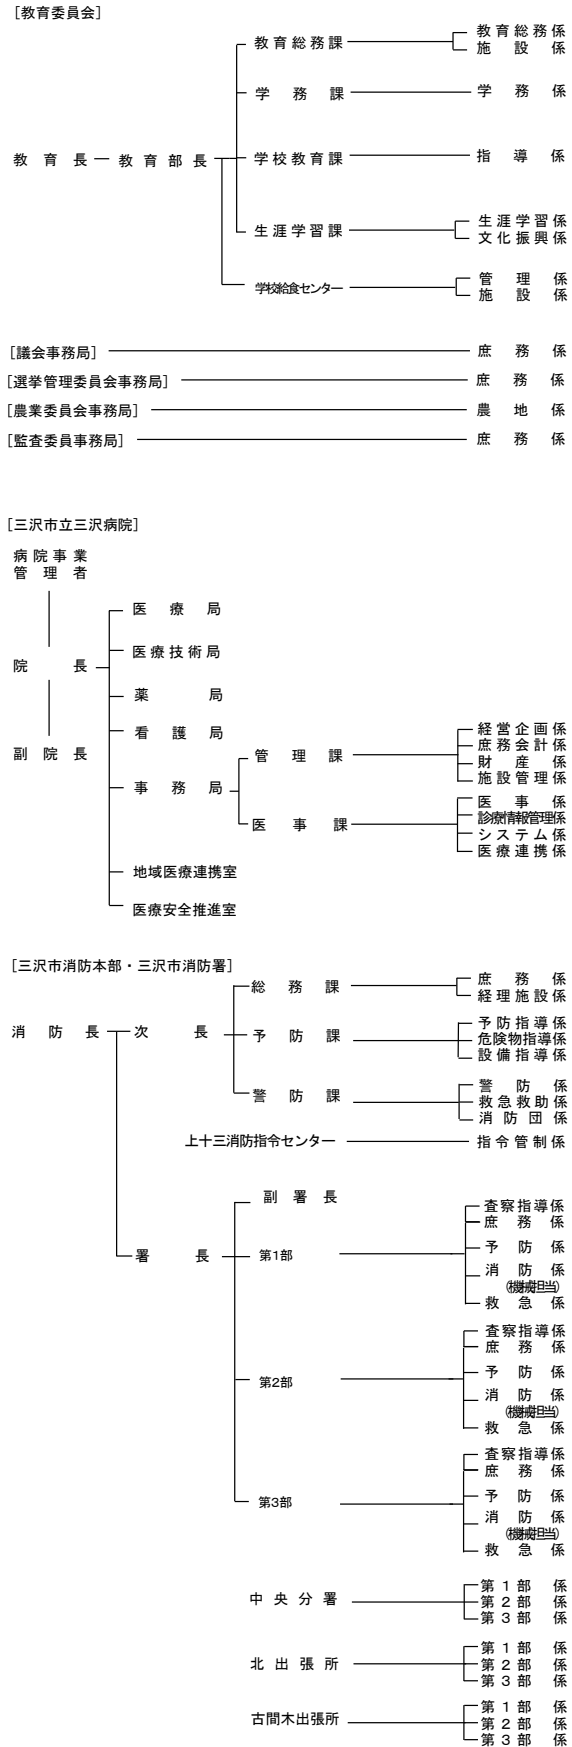 [教育委員会]
教育総務課 教育総務係
施設係
学務課 学務係
教育長 教育部長 学校教育課 指導係
生涯学習課 生涯学習係
文化振興係
学校給食センター 管理係
施設係
[議会事務局] 庶務係
[選挙管理委員会事務局] 庶務係
[農業委員会事務局] 農地係
[監査委員事務局] 庶務係
[三沢市立三沢病院]
病院事業
管理者
医療局
医療技術局
院長
薬局
看護局
副院長
管理課 経営企画係
庶務会計係
財産係
施設管理係
事務局
医事課 医事係
診療情報管理係
システム係
医療連携係
地域医療連携室
医療安全推進室
[三沢市消防本部・三沢市消防署]
総務課 庶務係
経理施設係
消防長 次長 予防課 予防指導係
危険物指導係
設備指導係
警防課 警防係
救急救助係
消防団係
上十三消防指令センター 指令管制係
副署長
署長 第1部 査察指導係
庶務係
予防係
消防係
(機械担当)
救急係
第2部 査察指導係
庶務係
予防係
消防係
(機械担当)
救急係
第3部 査察指導係
庶務係
予防係
消防係
(機械担当)
救急係
中央分署 第1部係
第2部係
第3部係
北出張所 第1部係
第2部係
第3部係
古間木出張所 第1部係
第2部係
第3部係